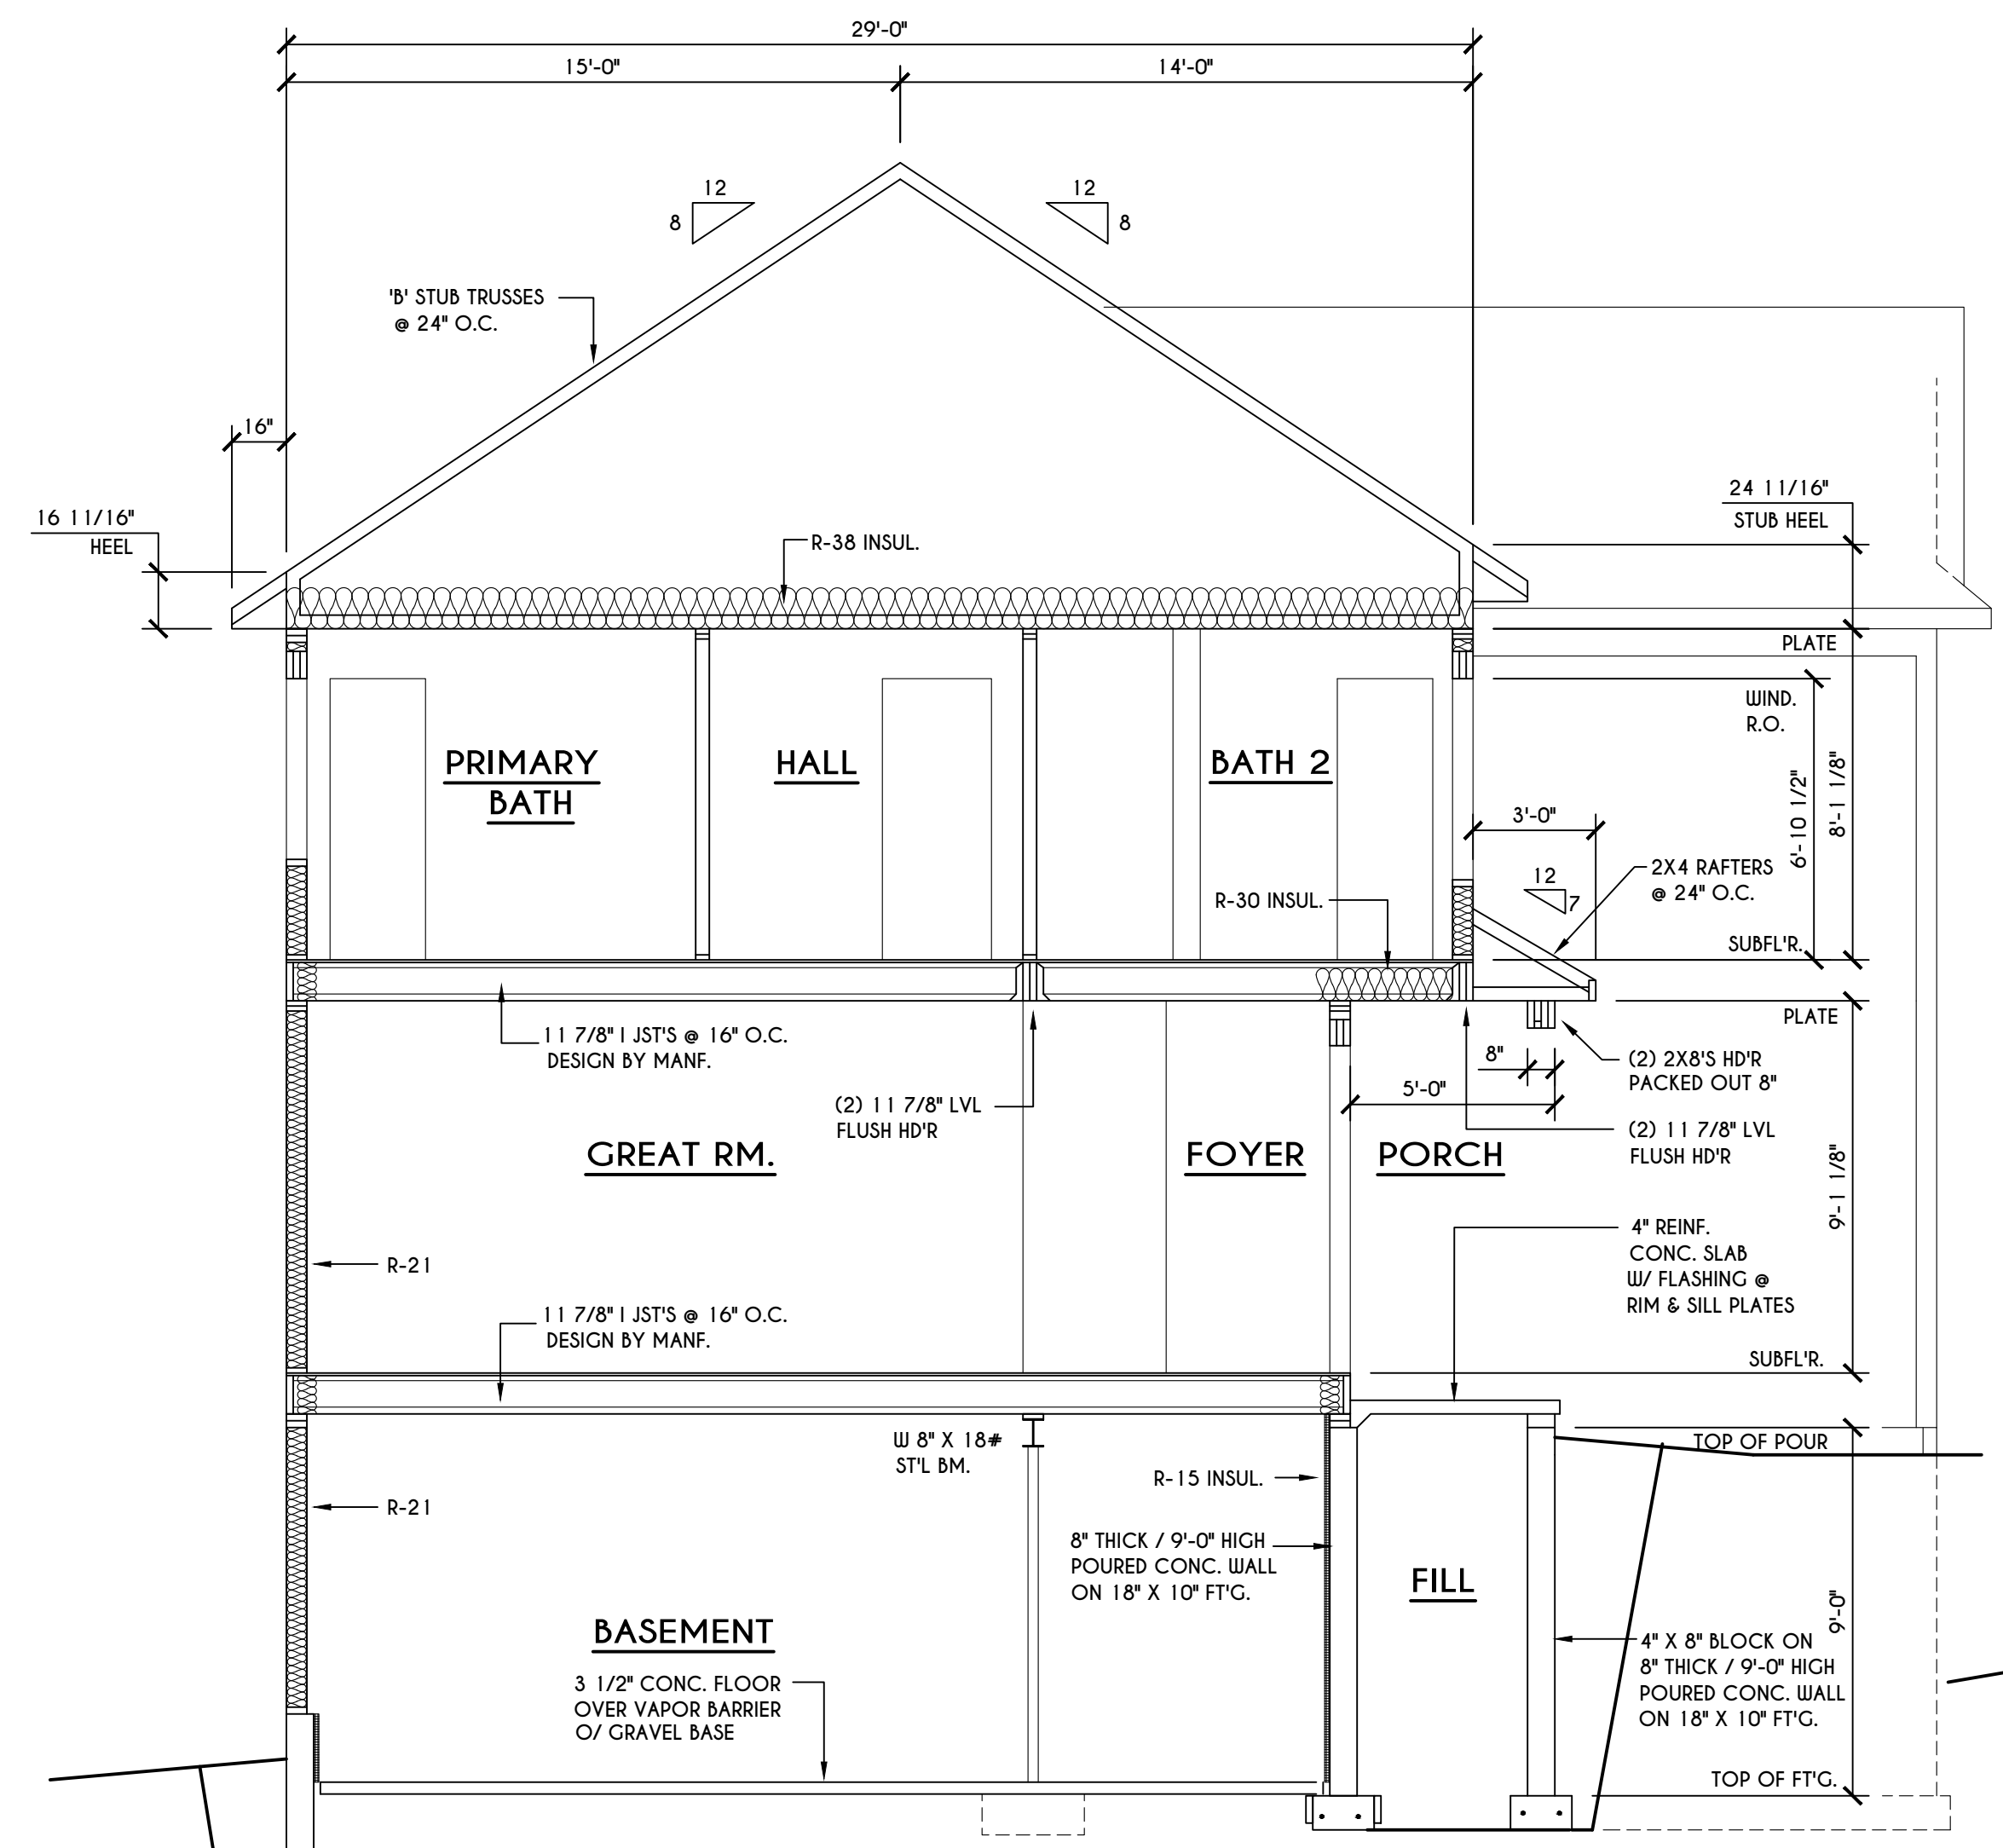 29'-0"
15'-0"
14'-0"
12
8
12
8
'B' STUB TRUSSES
@ 24" O.C.
16"
16 11/16"
HEEL
24 11/16"
STUB HEEL
R-38 INSUL.
PLATE
WIND.
R.O.
PRIMARY
BATH
HALL
BATH 2
6'-10 1/2"
8'-1 1/8"
3'-0"
12
7
2X4 RAFTERS
@ 24" O.C.
R-30 INSUL.
SUBFL'R.
PLATE
11 7/8" I JST'S @ 16" O.C.
DESIGN BY MANF.
(2) 11 7/8" LVL
FLUSH HD'R
8"
5'-0"
(2) 2X8'S HD'R
PACKED OUT 8"
(2) 11 7/8" LVL
FLUSH HD'R
GREAT RM.
FOYER
PORCH
9'-1 1/8"
R-21
4" REINF.
CONC. SLAB
W/ FLASHING @
RIM & SILL PLATES
11 7/8" I JST'S @ 16" O.C.
DESIGN BY MANF.
SUBFL'R.
W 8" X 18#
ST'L BM.
TOP OF POUR
R-15 INSUL.
R-21
8" THICK / 9'-0" HIGH
POURED CONC. WALL
ON 18" X 10" FT'G.
FILL
BASEMENT
9'-0"
4" X 8" BLOCK ON
8" THICK / 9'-0" HIGH
POURED CONC. WALL
ON 18" X 10" FT'G.
3 1/2" CONC. FLOOR
OVER VAPOR BARRIER
O/ GRAVEL BASE
TOP OF FT'G.